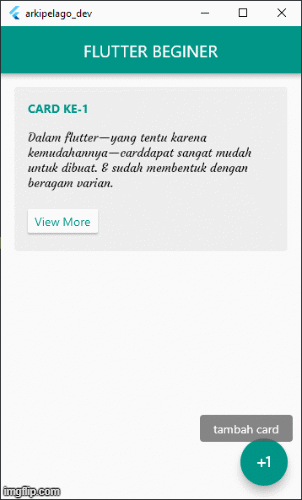 arkipelago_dev
FLUTTER BEGINER
CARD KE-1
Dalam flutter—yang tentu karena
kemudahannya—carddapat sangat mudah
untuk dibuat. & sudah membentuk dengan
beragam varian.
View More
tambah card
+1
imgflip.com